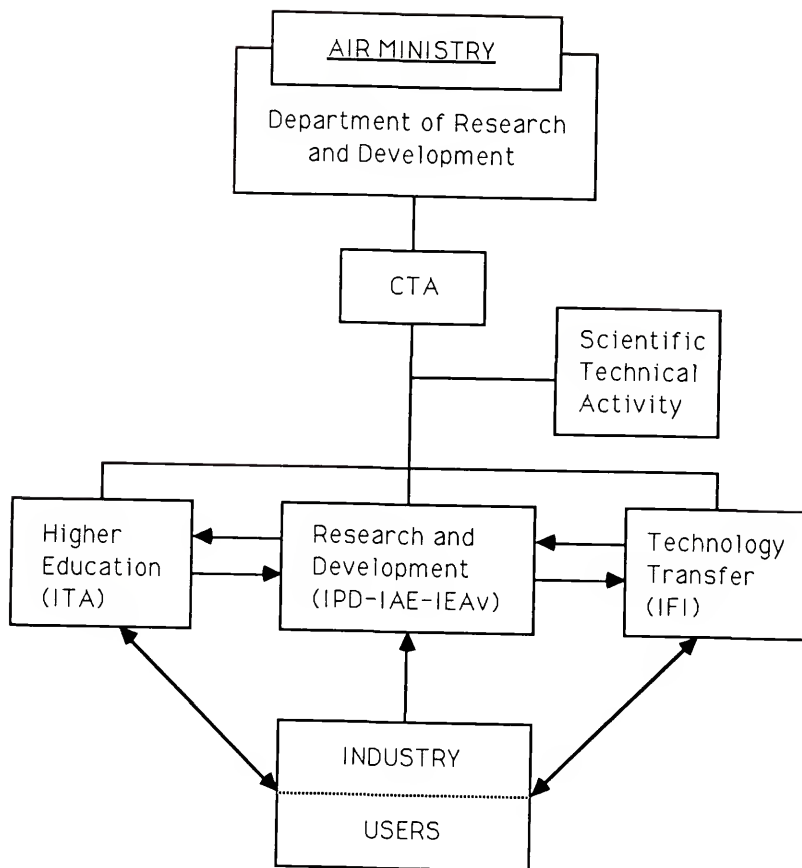 AIR MINISTRY
Department of Research
and Development
CTA
Scientific
Technical
Activity
Higher
Education
(ITA)
Research and
Development
(IPD-IAE-IEAv)
Technology
Transfer
(IFI)
INDUSTRY
USERS